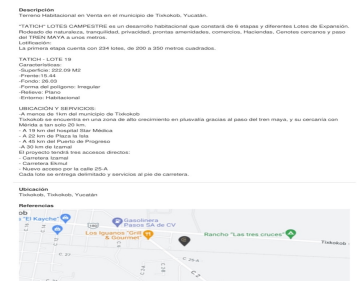 Descripción
Terreno Habitacional en Venta en el municipio de Tixkokob, Yucatán.
"TATICH" LOTES CAMPESTRE es un desarrollo habitacional que constará de 6 etapas y diferentes Lotes de Expansión.
Rodeado de naturaleza, tranquilidad, privacidad, prontas amenidades, comercios, Haciendas, Cenotes cercanos y paso
del TREN MAYA a unos metros.
Lotificación:
La primera etapa cuenta con 234 lotes, de 200 a 350 metros cuadrados.
TATICH - LOTE 19
Características-
-Superficie: 222.09 M2
-Frente:15.44
-Fondo: 26.03
-Forma del polígono: Irregular
-Relieve: Plano
-Entorno: Habitacional
UBICACIÓN Y SERVICIOS:
-A menos de 1km del municipio de Tixkokob
Tixkokob se encuentra en una zona de alto crecimiento en plusvalía gracias al paso del tren maya, y su cercanía con
Mérida a tan solo 20 km.
- A 19 km del hospital Star Médica
- A 22 km de Plaza la Isla
- A 45 km del Puerto de Progreso
-A 30 km de Izamal
El proyecto tendrá tres accesos directos:
- Carretera Izamal
- Carretera Ekmul
- Nuevo acceso por la calle 25-A
Cada lote se entrega delimitado y servicios al pie de carretera.
Ubicación
Tixkokob, Tixkokob, Yucatán
Referencias
ob
"El Kayche"
Gasolinera
Pasos SA de CV
Los Iguanos "Grill
& Gourmet"
Rancho "Las tres cruces"
Tixkokob -
C 21
C 25-A